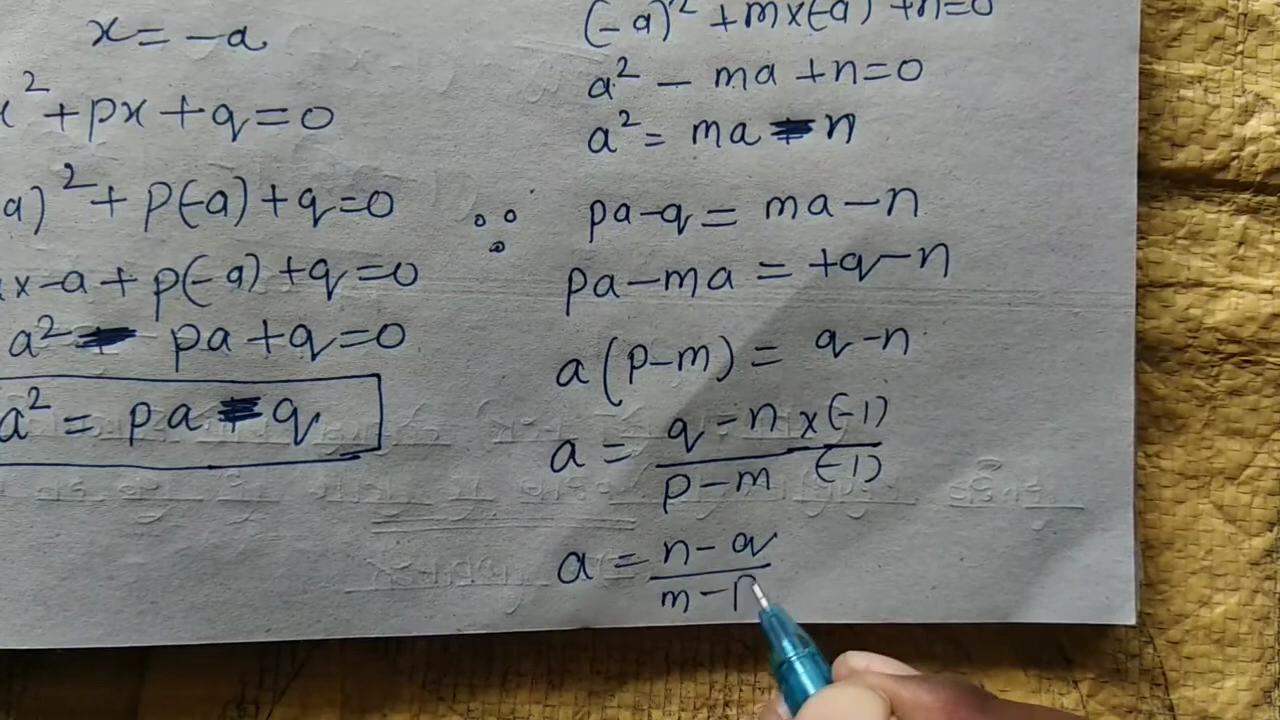 x = -a
x² + px + q = 0
a)² + p(-a) + q = 0
x -a + p(-a) + q = 0
a² - pa + q = 0
a² = pa - q
(-a)² + m x (-a) + n = 0
a² - ma + n = 0
a² = ma - n
∵ pa - q = ma - n
pa - ma = +q - n
a (p - m) = q - n
a = q - n x (-1) / p - m (-1)
a = n - q / m - p